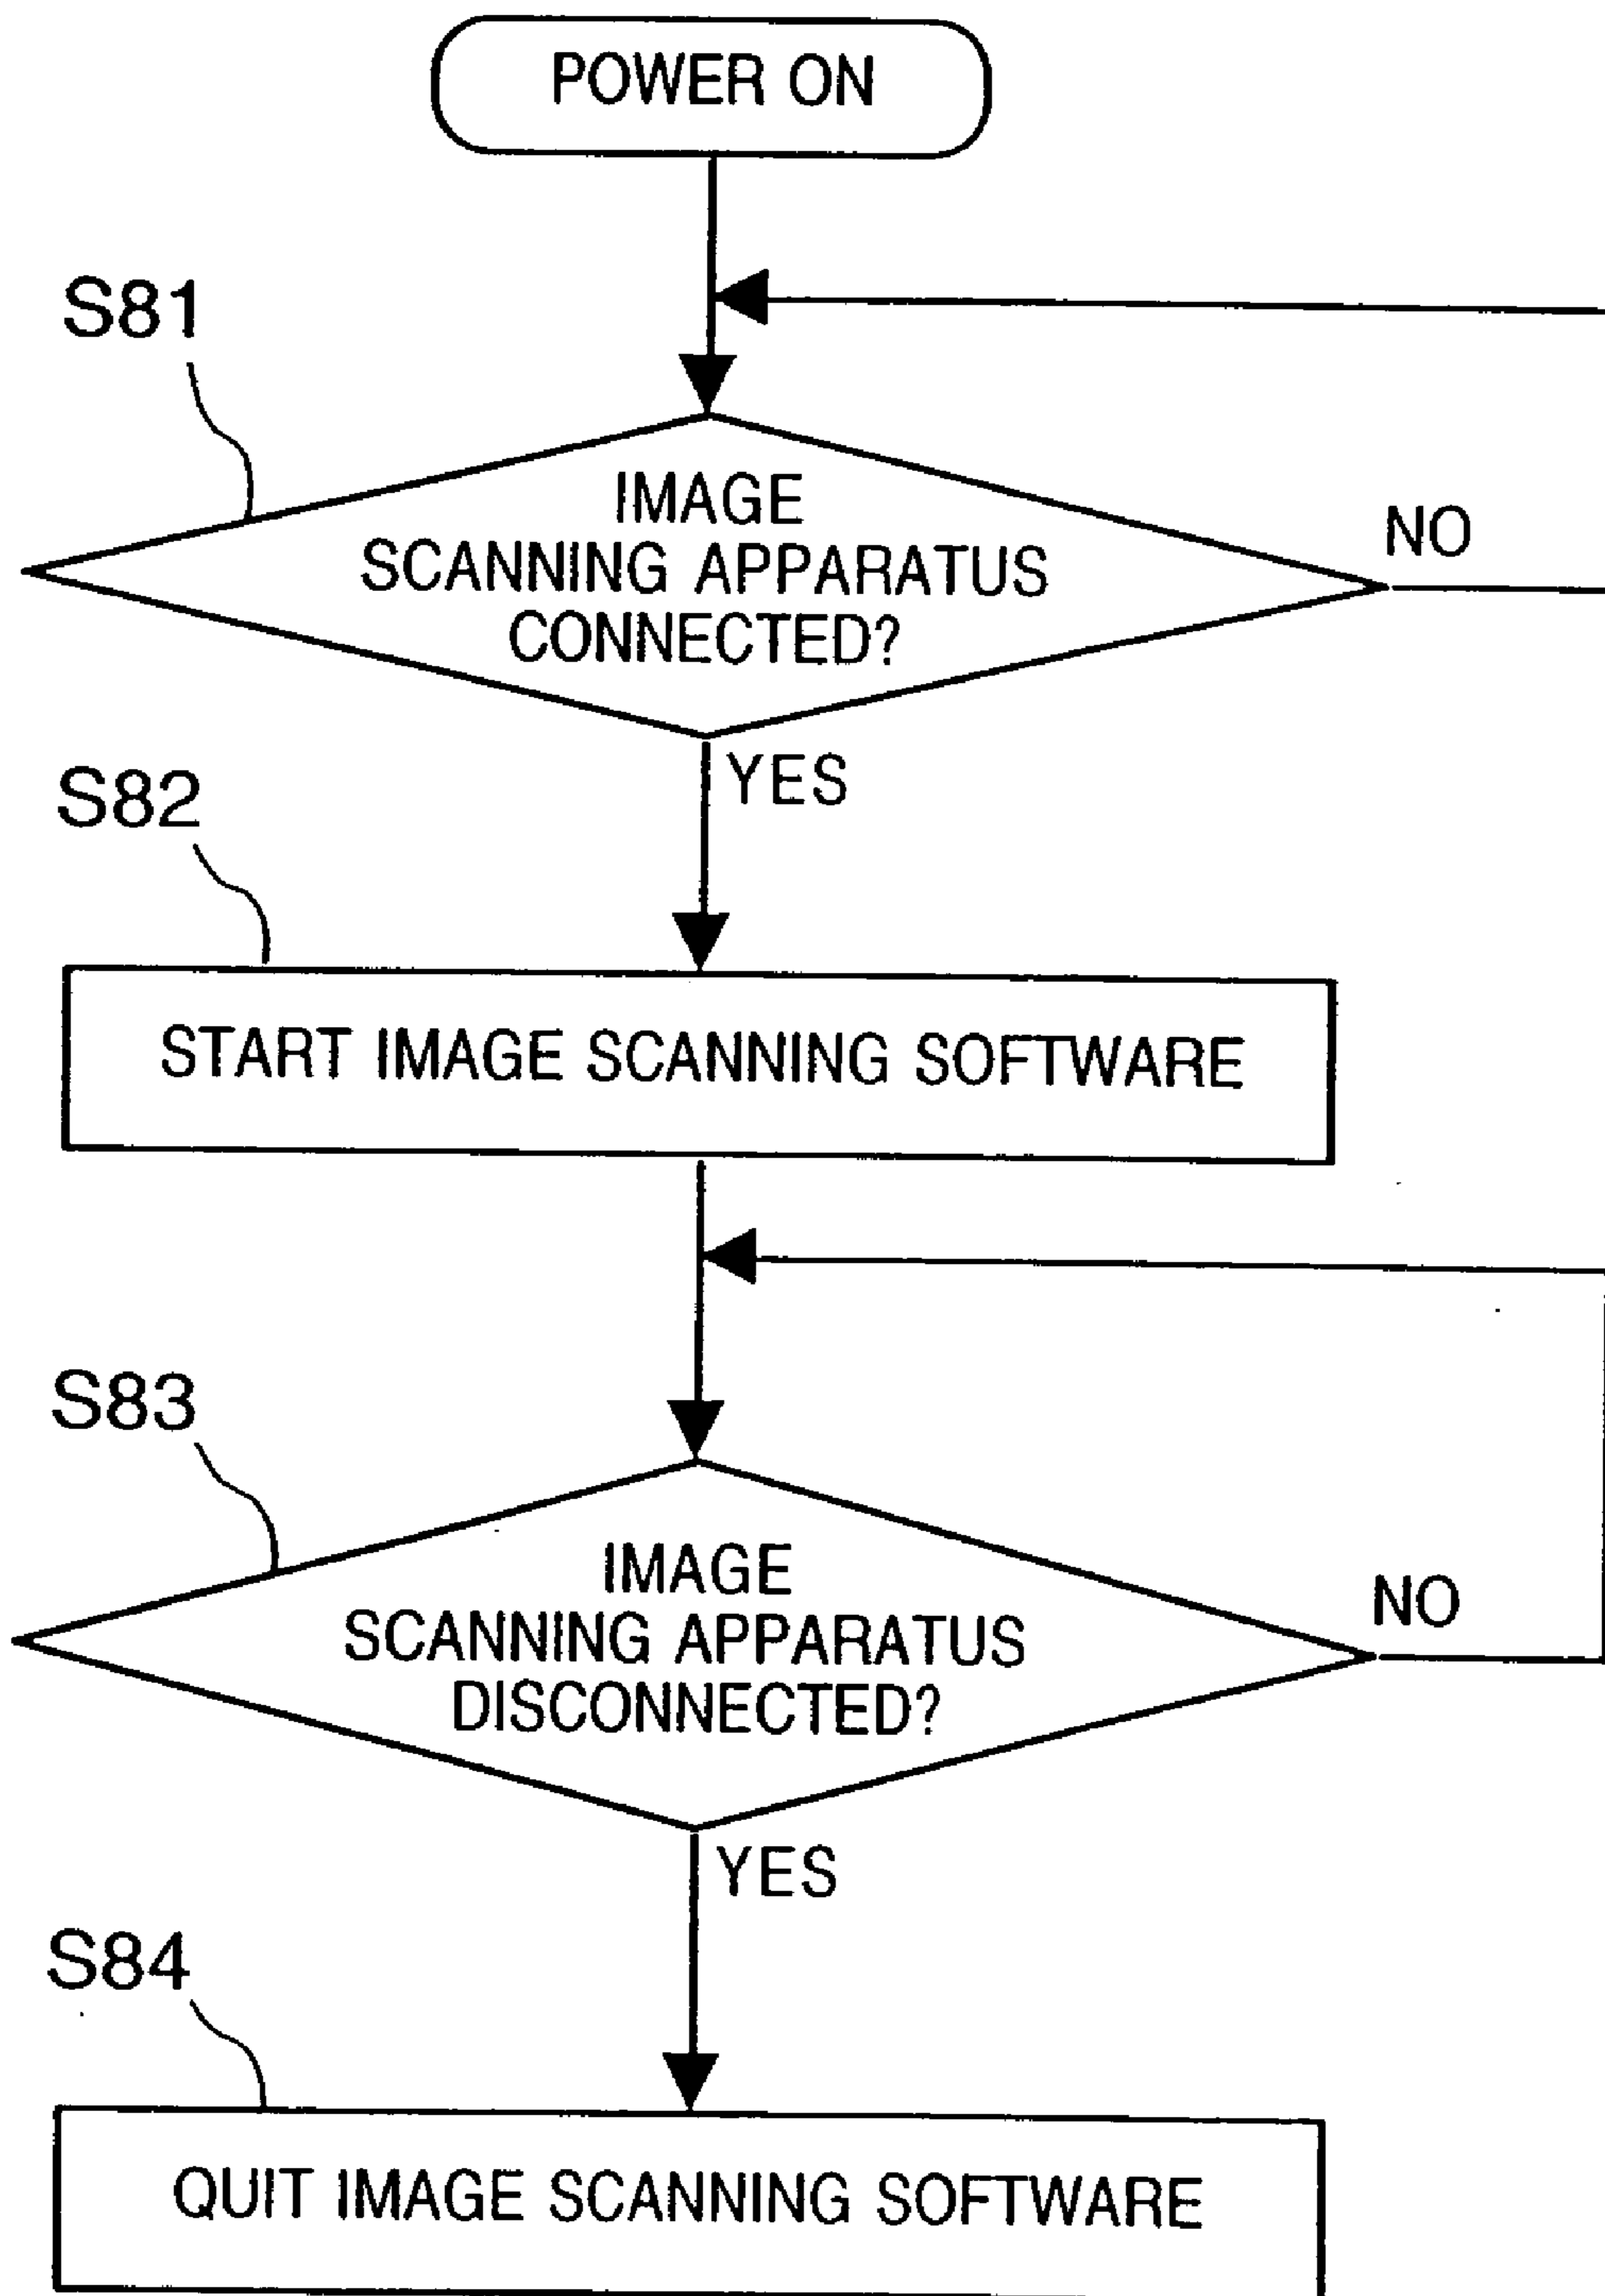 POWER ON
S81
IMAGE
SCANNING APPARATUS
CONNECTED?
NO
YES
S82
START IMAGE SCANNING SOFTWARE
S83
IMAGE
SCANNING APPARATUS
DISCONNECTED?
NO
YES
S84
QUIT IMAGE SCANNING SOFTWARE